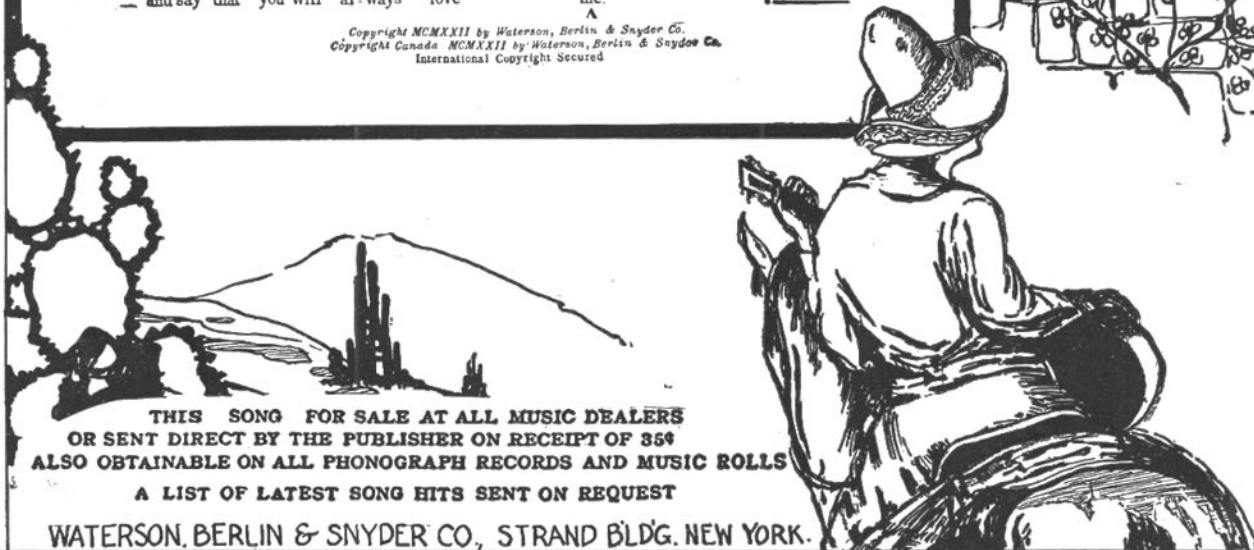 and say that you will al-ways love me.
Copyright MCMXXII by Waterson, Berlin & Snyder Co.
Copyright Canada MCMXXII by Waterson, Berlin & Snyder Co.
International Copyright Secured
THIS SONG FOR SALE AT ALL MUSIC DEALERS
OR SENT DIRECT BY THE PUBLISHER ON RECEIPT OF 35¢
ALSO OBTAINABLE ON ALL PHONOGRAPH RECORDS AND MUSIC ROLLS
A LIST OF LATEST SONG HITS SENT ON REQUEST
WATERSON, BERLIN & SNYDER CO., STRAND BLDG. NEW YORK.